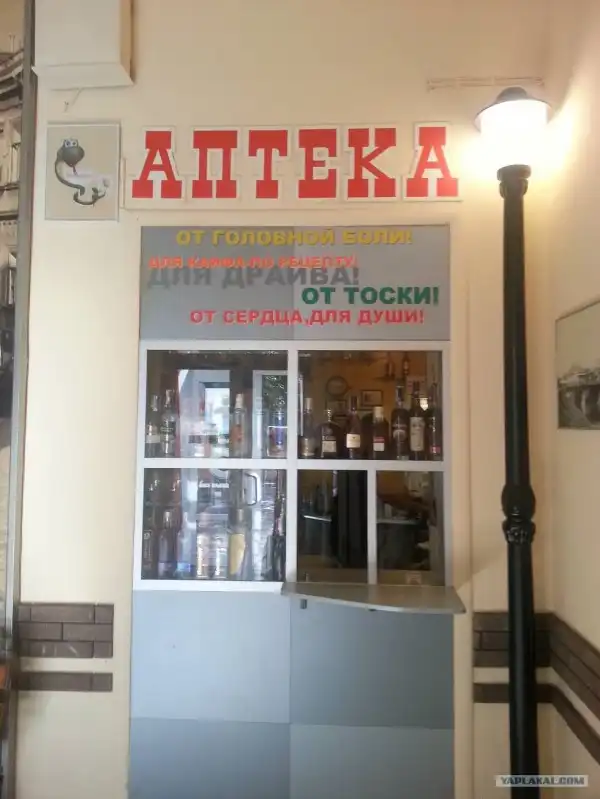 АПТЕКА
ОТ ГОЛОВНОЙ БОЛИ!
ДЛЯ КАЙФА-ПО РЕЦЕПТУ!
ДЛЯ ДРАЙВА!
ОТ ТОСКИ!
ОТ СЕРДЦА,ДЛЯ ДУШИ!
YAPLAKAL.COM